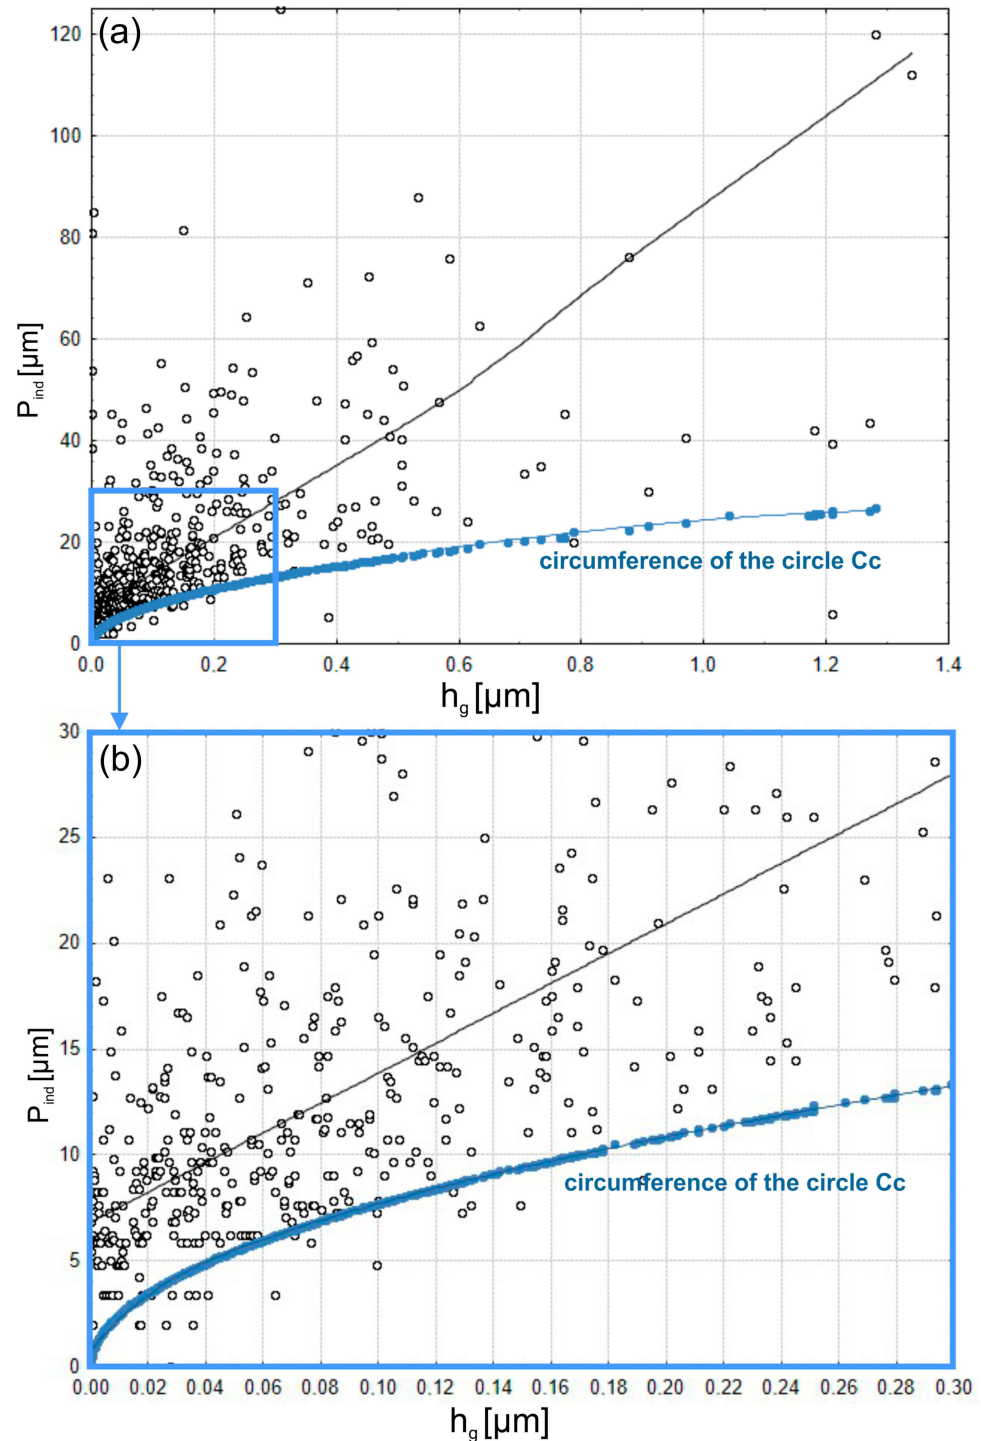 (a)
120
100
80
60
40
20
0
P_ind [µm]
circumference of the circle Cc
0.0 0.2 0.4 0.6 0.8 1.0 1.2 1.4
h_g [µm]
(b)
30
25
20
15
10
5
0
P_ind [µm]
circumference of the circle Cc
0.00 0.02 0.04 0.06 0.08 0.10 0.12 0.14 0.16 0.18 0.20 0.22 0.24 0.26 0.28 0.30
h_g [µm]